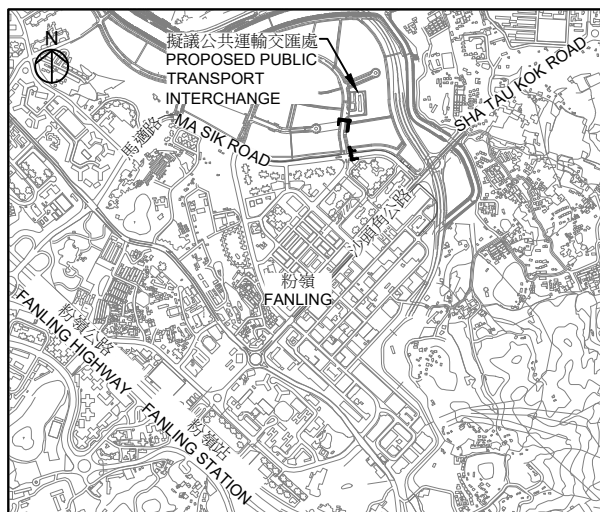 N
擬議公共運輸交匯處
PROPOSED PUBLIC
TRANSPORT
INTERCHANGE
SHA TAU KOK ROAD
沙頭角公路
馬適路
MA SIK ROAD
粉嶺
FANLING
粉嶺公路
FANLING HIGHWAY
粉嶺站
FANLING STATION